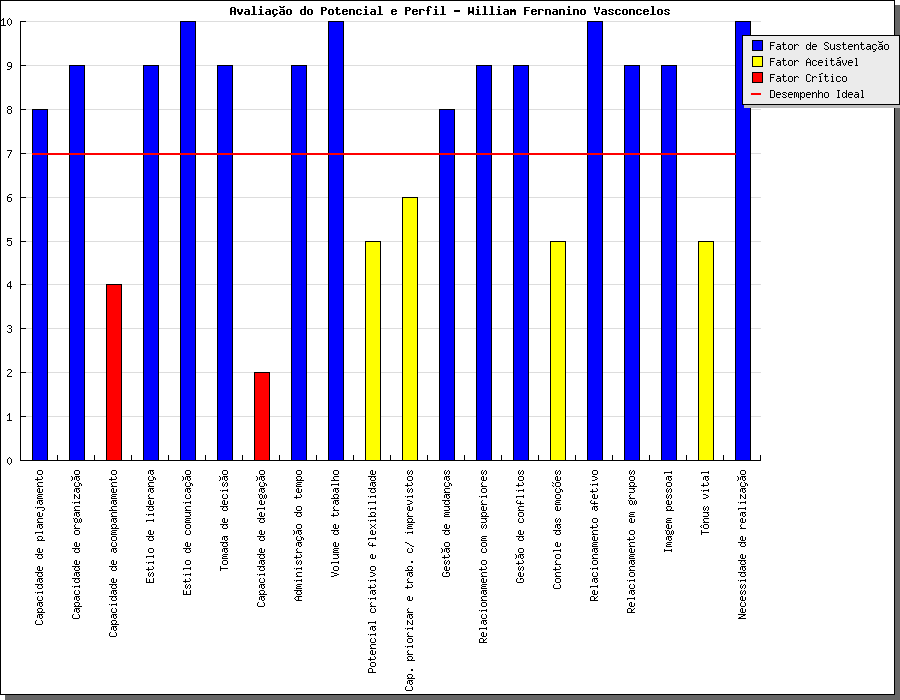 Avaliação do Potencial e Perfil - William Fernanino Vasconcelos
10
9
8
7
6
5
4
3
2
1
0
Fator de Sustentação
Fator Aceitável
Fator Crítico
Desempenho Ideal
Capacidade de planejamento
Capacidade de organização
Capacidade de acompanhamento
Estilo de liderança
Estilo de comunicação
Tomada de decisão
Capacidade de delegação
Administração do tempo
Volume de trabalho
Potencial criativo e flexibilidade
Cap. priorizar e trab. c/ imprevistos
Gestão de mudanças
Relacionamento com superiores
Gestão de conflitos
Controle das emoções
Relacionamento afetivo
Relacionamento em grupos
Imagem pessoal
Tônus vital
Necessidade de realização